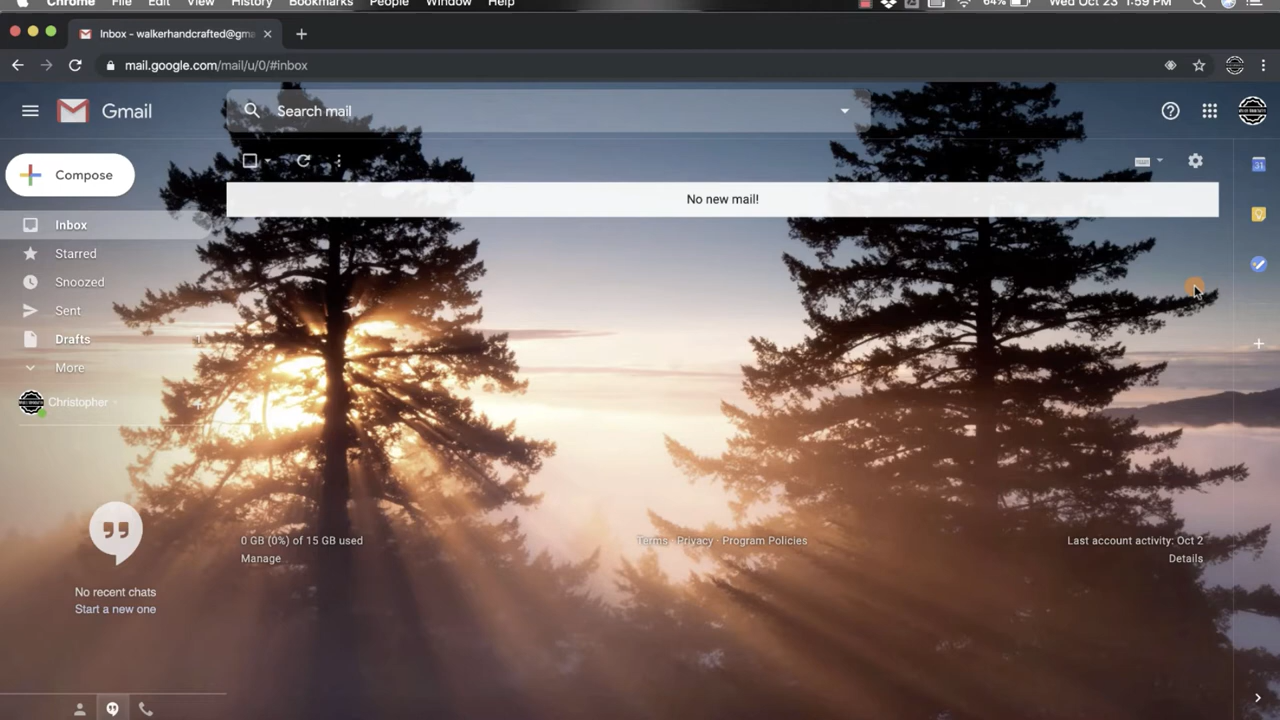 Chrome File Edit View History Bookmarks People Window Help 64% Wed Oct 23 1:59 PM
Inbox - walkerhandcrafted@gma
mail.google.com/mail/u/0/#inbox
Gmail
Search mail
Compose
No new mail!
Inbox
Starred
Snoozed
Sent
Drafts 1
More
Christopher
31
0 GB (0%) of 15 GB used
Manage
Terms · Privacy · Program Policies
Last account activity: Oct 2
Details
No recent chats
Start a new one